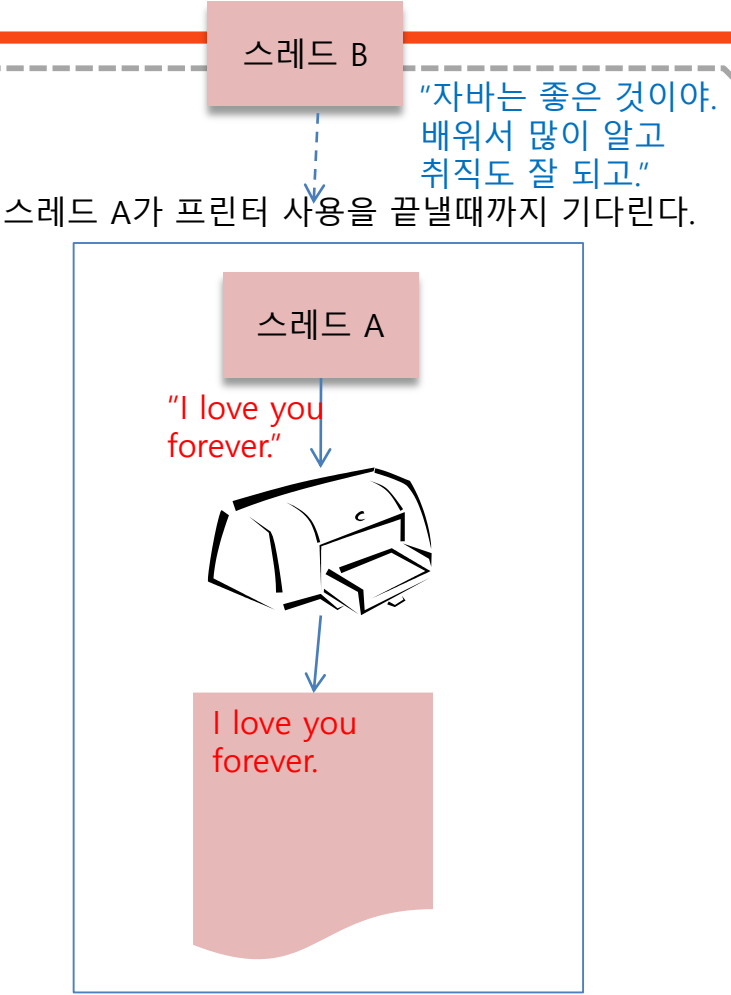 스레드 B
"자바는 좋은 것이야.
배워서 많이 알고
취직도 잘 되고."
스레드 A가 프린터 사용을 끝낼때까지 기다린다.
스레드 A
"I love you
forever."
I love you
forever.